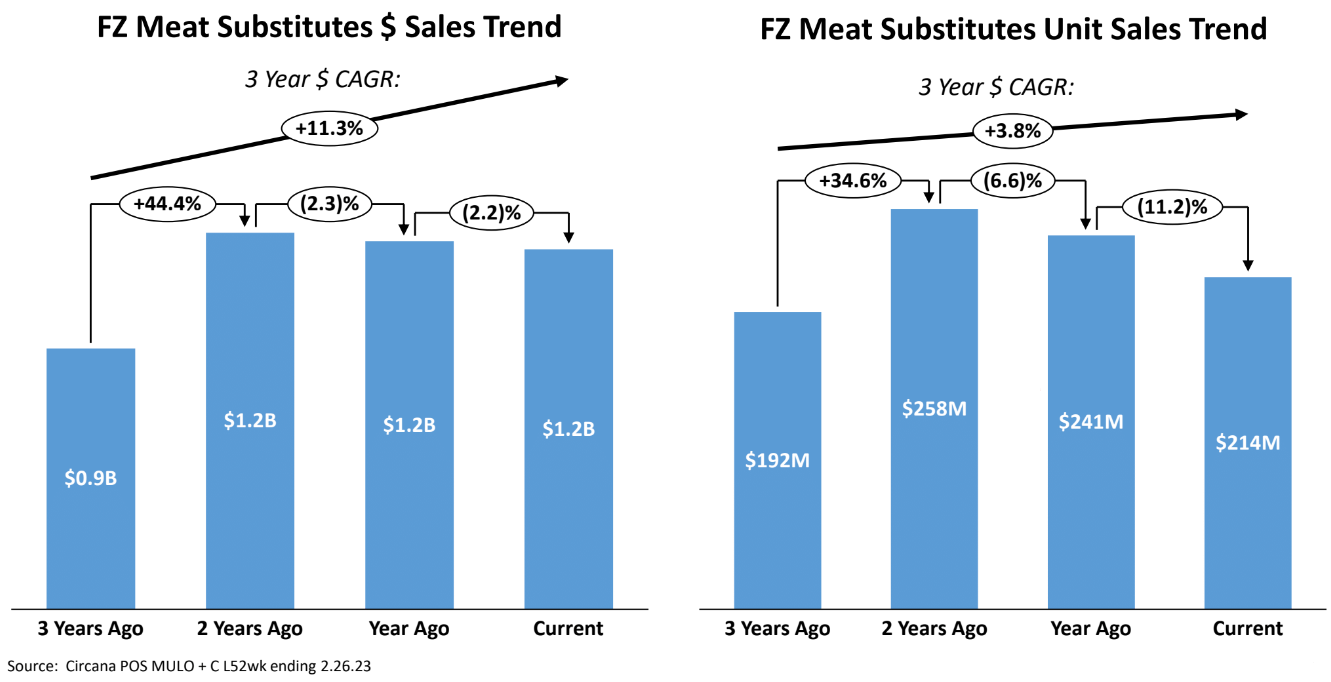 FZ Meat Substitutes $ Sales Trend
3 Year $ CAGR:
+11.3%
+44.4%
(2.3)%
(2.2)%
$0.9B
$1.2B
$1.2B
$1.2B
3 Years Ago
2 Years Ago
Year Ago
Current
FZ Meat Substitutes Unit Sales Trend
3 Year $ CAGR:
+3.8%
+34.6%
(6.6)%
(11.2)%
$192M
$258M
$241M
$214M
3 Years Ago
2 Years Ago
Year Ago
Current
Source: Circana POS MULO + C L52wk ending 2.26.23